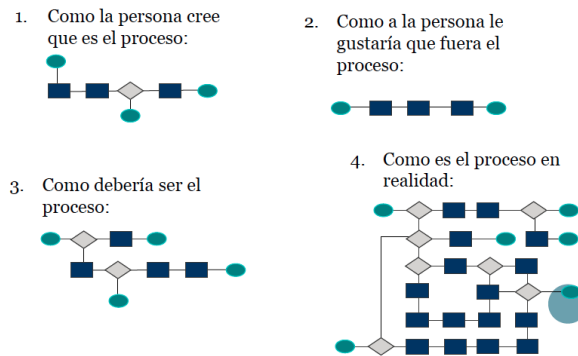 1. Como la persona cree
que es el proceso:
2. Como a la persona le
gustaría que fuera el
proceso:
3. Como debería ser el
proceso:
4. Como es el proceso en
realidad: